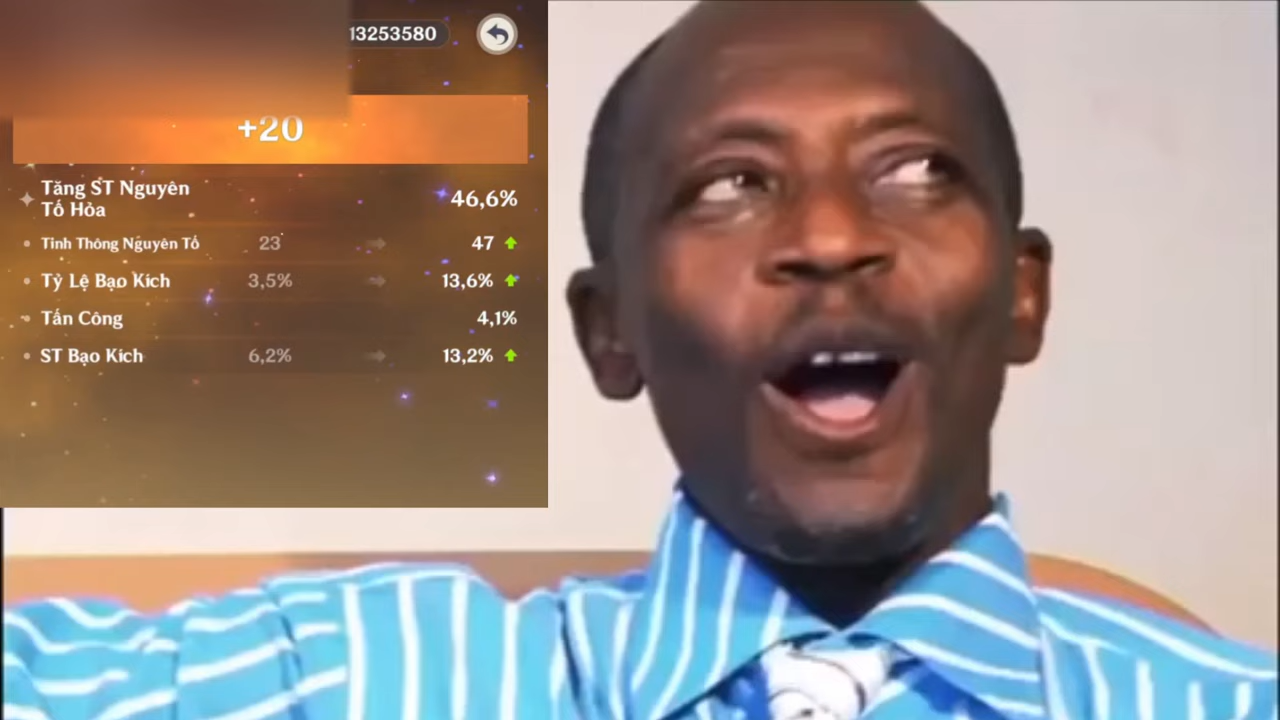 13253580
+20
Tăng ST Nguyên
Tố Hỏa
46,6%
Tinh Thông Nguyên Tố 23 47
Tỷ Lệ Bạo Kích 3,5% 13,6%
Tấn Công 4,1%
ST Bạo Kích 6,2% 13,2%